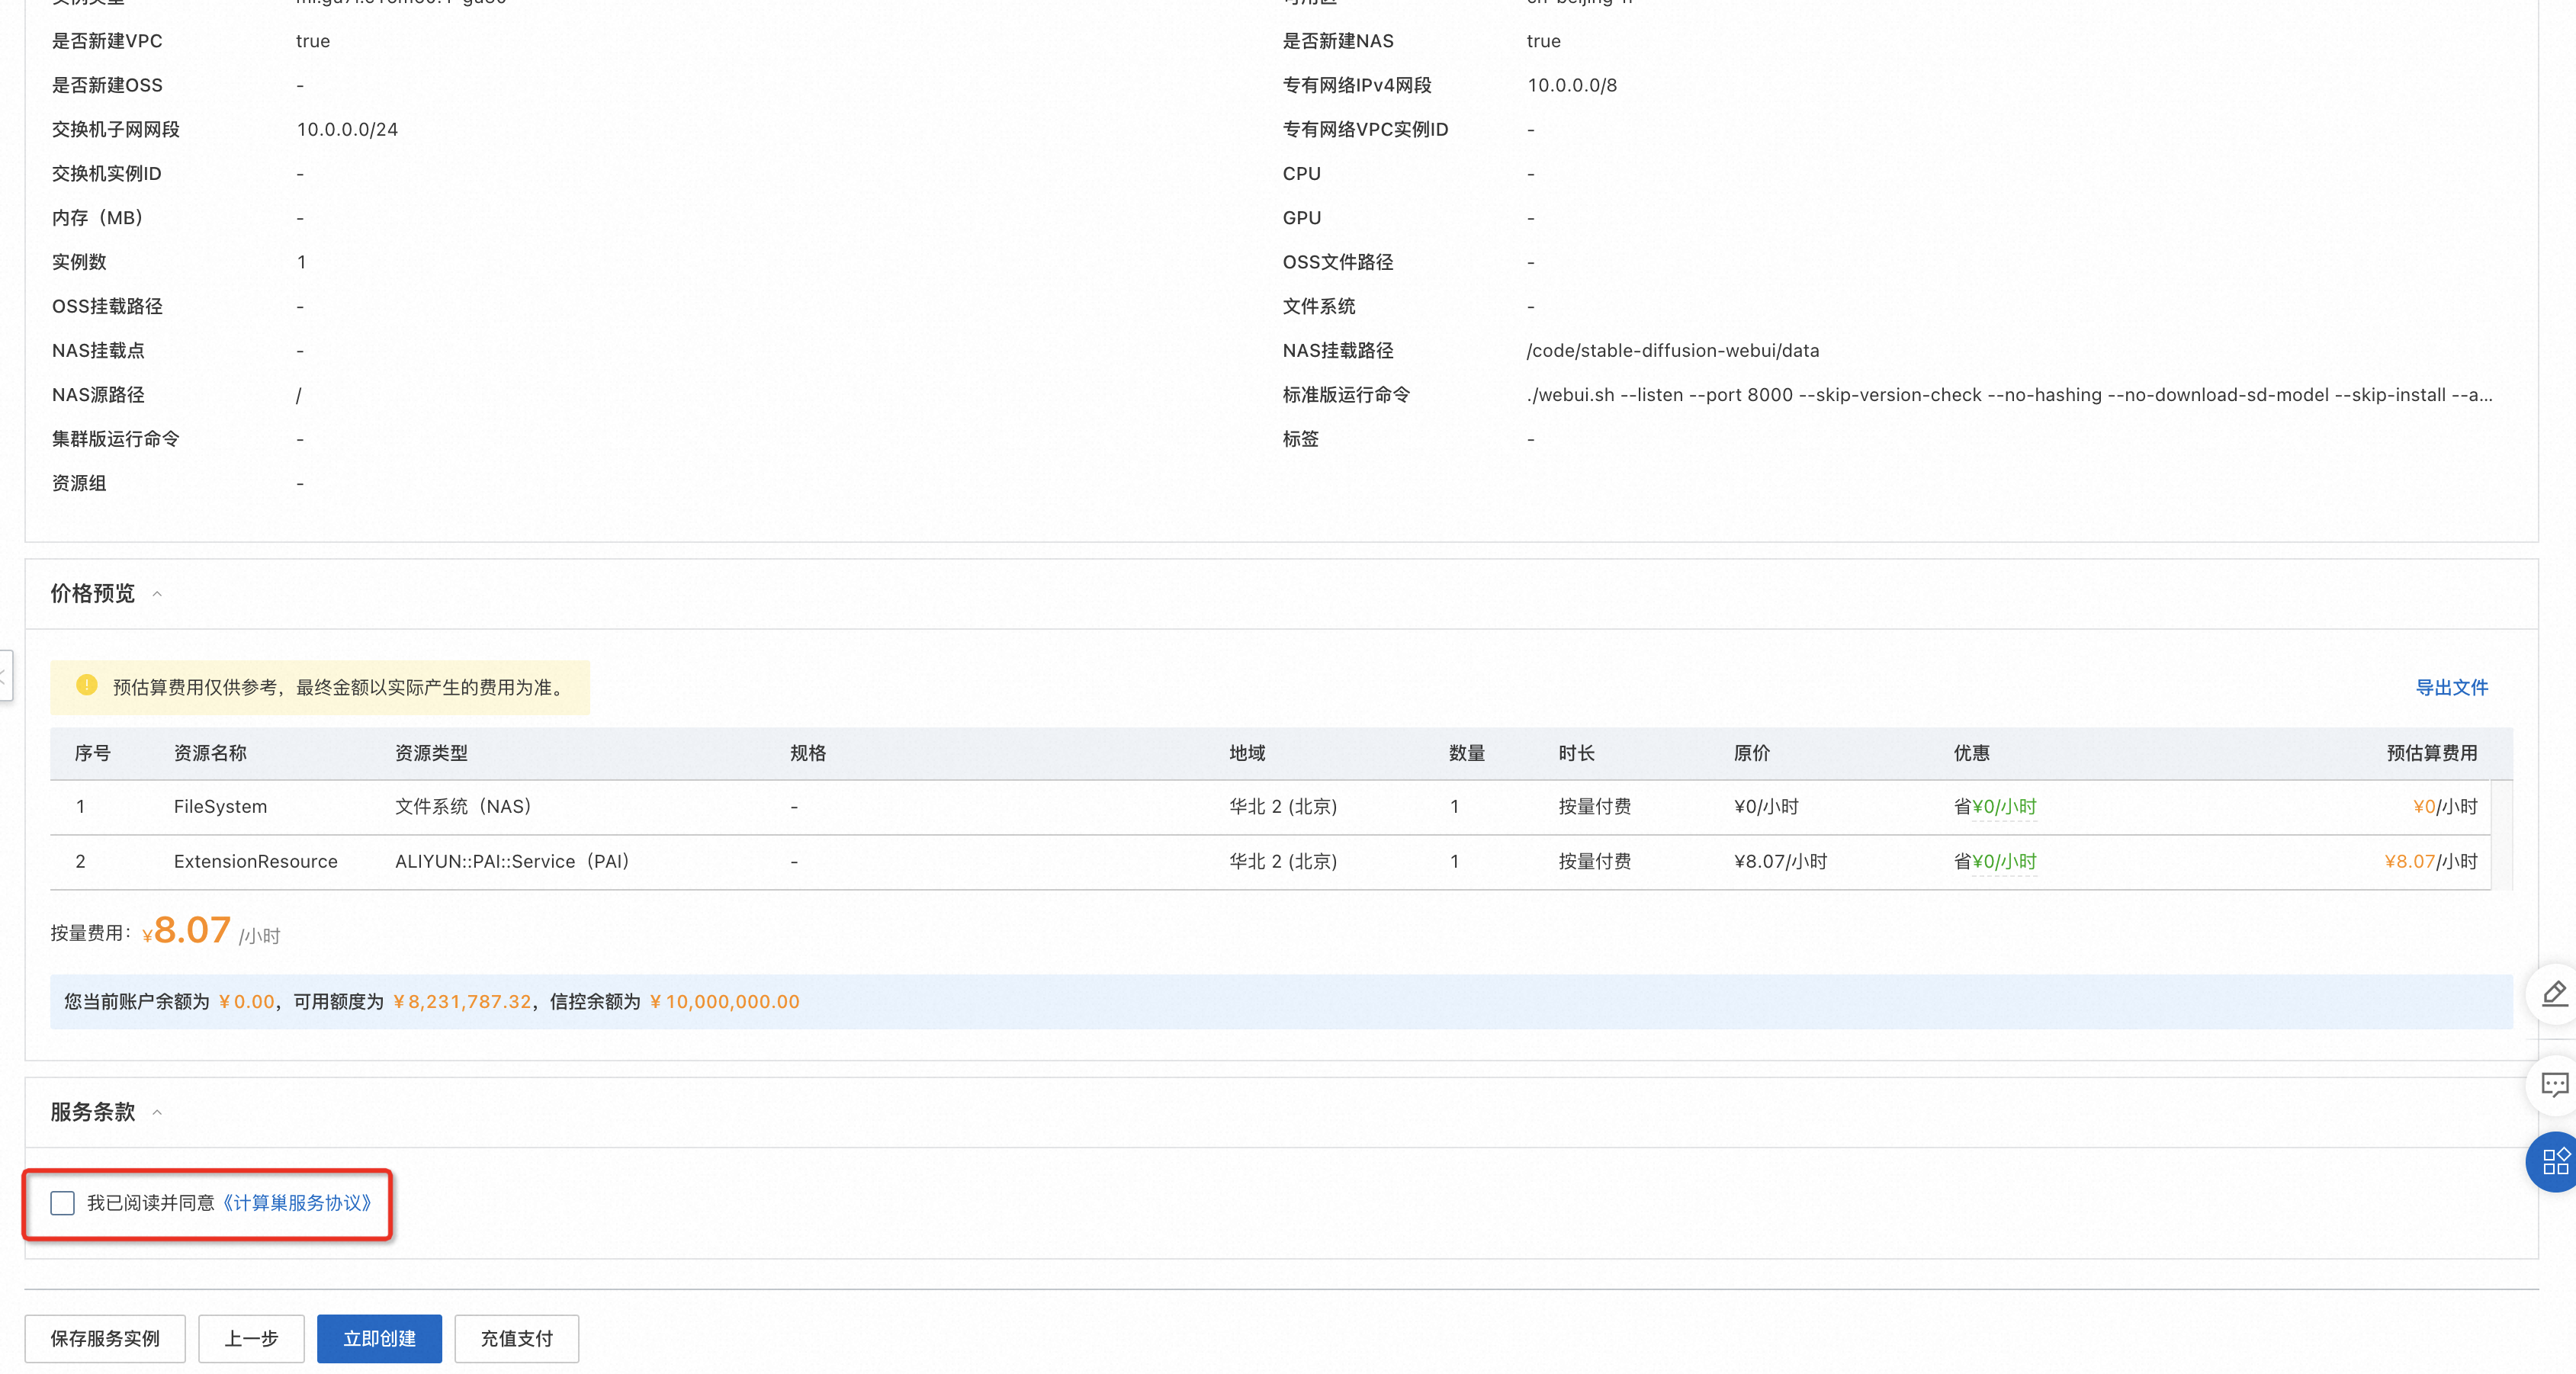 是否新建VPC true 是否新建NAS true
是否新建OSS - 专有网络IPv4网段 10.0.0.0/8
交换机子网网段 10.0.0.0/24 专有网络VPC实例ID -
交换机实例ID - CPU -
内存（MB） - GPU -
实例数 1 OSS文件路径 -
OSS挂载路径 - 文件系统 -
NAS挂载点 - NAS挂载路径 /code/stable-diffusion-webui/data
NAS源路径 / 标准版运行命令 ./webui.sh --listen --port 8000 --skip-version-check --no-hashing --no-download-sd-model --skip-install --a...
集群版运行命令 - 标签 -
资源组 -
价格预览
预估算费用仅供参考，最终金额以实际产生的费用为准。 导出文件
序号 资源名称 资源类型 规格 地域 数量 时长 原价 优惠 预估算费用
1 FileSystem 文件系统（NAS） - 华北 2 (北京) 1 按量付费 ¥0/小时 省¥0/小时 ¥0/小时
2 ExtensionResource ALIYUN::PAI::Service（PAI） - 华北 2 (北京) 1 按量付费 ¥8.07/小时 省¥0/小时 ¥8.07/小时
按量费用：¥8.07 /小时
您当前账户余额为 ¥0.00，可用额度为 ¥8,231,787.32，信控余额为 ¥10,000,000.00
服务条款
我已阅读并同意《计算巢服务协议》
保存服务实例 上一步 立即创建 充值支付